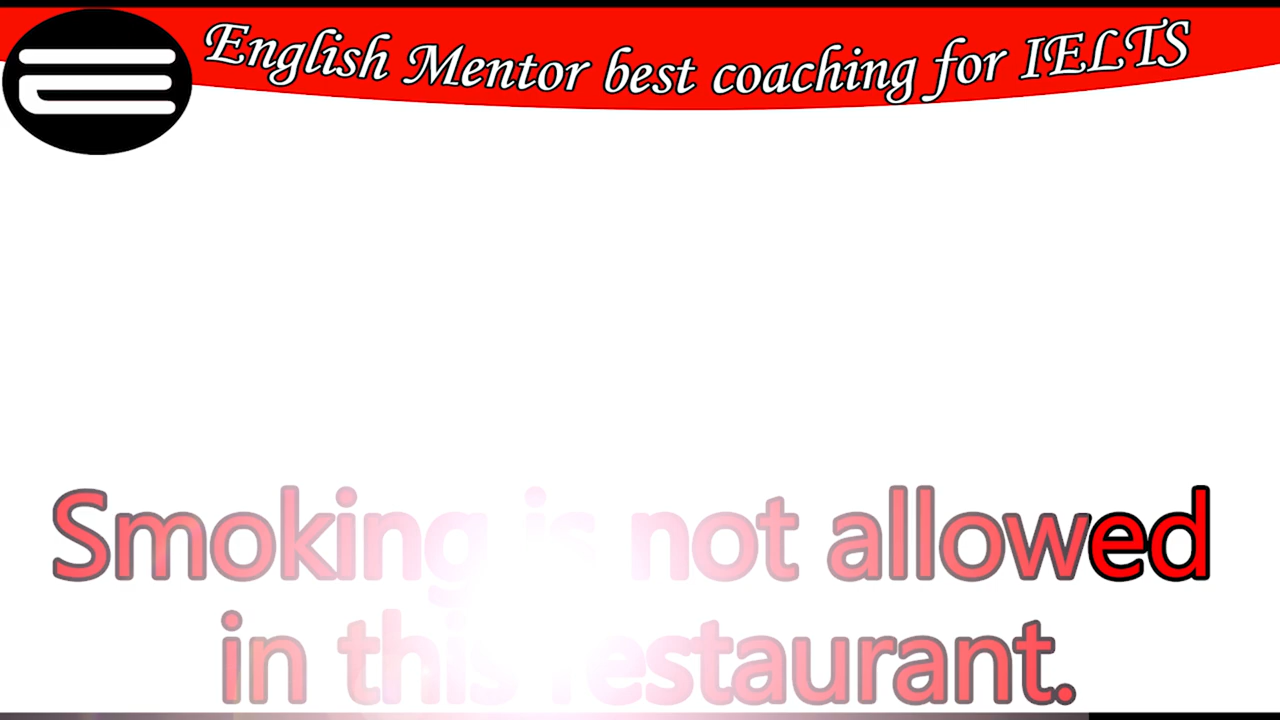 English Mentor best coaching for IELTS
Smoking is not allowed
in this restaurant.